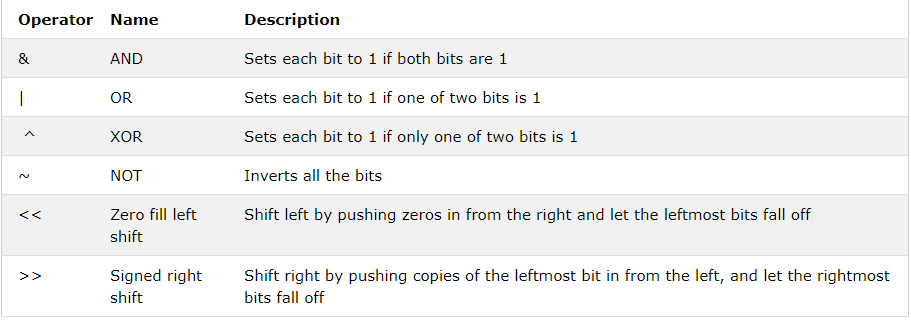 Operator Name Description
& AND Sets each bit to 1 if both bits are 1
| OR Sets each bit to 1 if one of two bits is 1
^ XOR Sets each bit to 1 if only one of two bits is 1
~ NOT Inverts all the bits
<< Zero fill left shift Shift left by pushing zeros in from the right and let the leftmost bits fall off
>> Signed right shift Shift right by pushing copies of the leftmost bit in from the left, and let the rightmost bits fall off